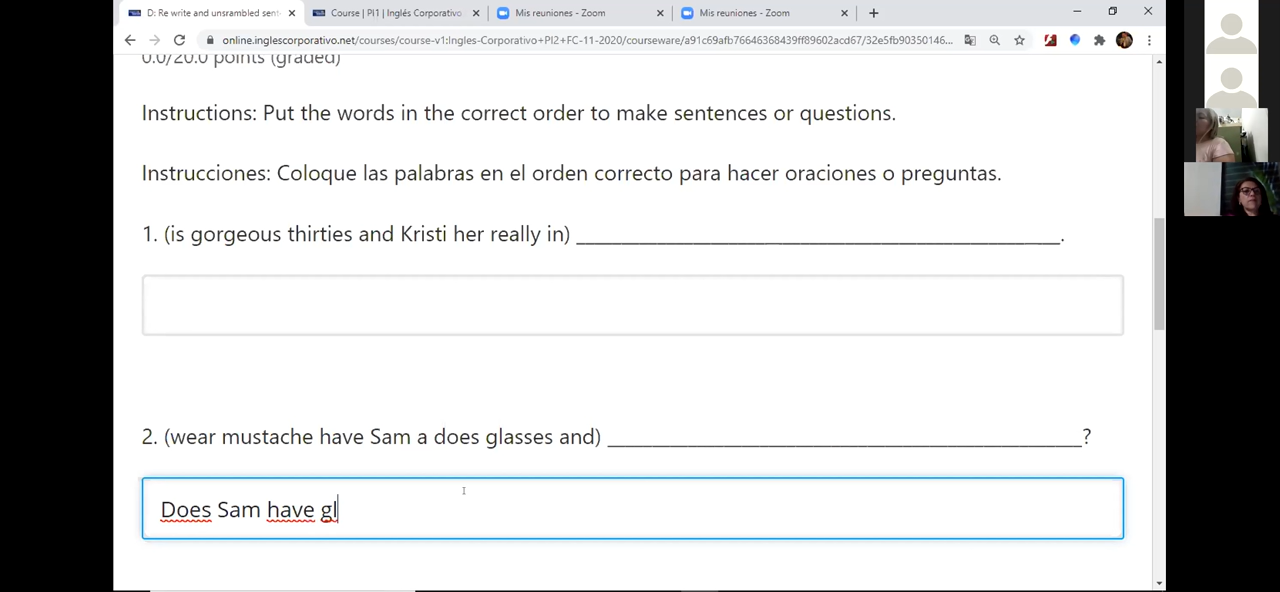 D: Re write and unsrambled sent
Course | PI1 | Inglés Corporativo
Mis reuniones - Zoom
Mis reuniones - Zoom
online.inglescorporativo.net/courses/course-v1:Ingles-Corporativo+PI2+FC-11-2020/courseware/a91c69afb76646368439ff89602acd67/32e5fb90350146...
0.0/20.0 points (graded)
Instructions: Put the words in the correct order to make sentences or questions.
Instrucciones: Coloque las palabras en el orden correcto para hacer oraciones o preguntas.
1. (is gorgeous thirties and Kristi her really in) ________________________________________.
2. (wear mustache have Sam a does glasses and) ________________________________________?
Does Sam have gl